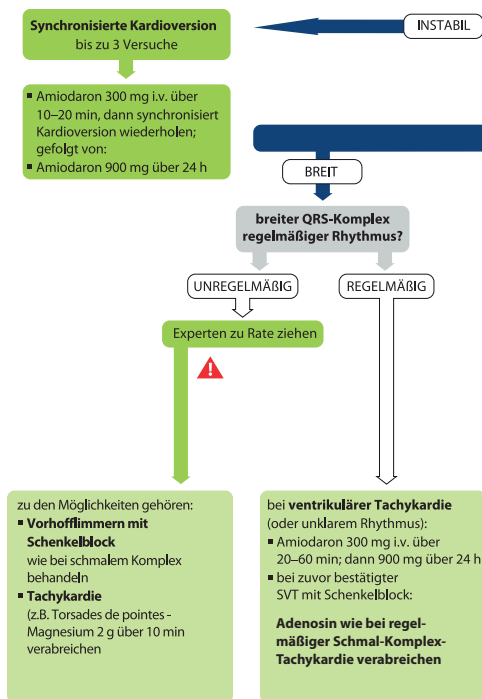 Synchronisierte Kardioversion
bis zu 3 Versuche
INSTABIL
▪ Amiodaron 300 mg i.v. über
10–20 min, dann synchronisiert
Kardioversion wiederholen;
gefolgt von:
▪ Amiodaron 900 mg über 24 h
BREIT
breiter QRS-Komplex
regelmäßiger Rhythmus?
UNREGELMÄßIG
REGELMÄßIG
Experten zu Rate ziehen
!
zu den Möglichkeiten gehören:
▪ Vorhofflimmern mit
Schenkelblock
wie bei schmalem Komplex
behandeln
▪ Tachykardie
(z.B. Torsades de pointes -
Magnesium 2 g über 10 min
verabreichen
bei ventrikulärer Tachykardie
(oder unklarem Rhythmus):
▪ Amiodaron 300 mg i.v. über
20–60 min; dann 900 mg über 24 h
▪ bei zuvor bestätigter
SVT mit Schenkelblock:
Adenosin wie bei regel-
mäßiger Schmal-Komplex-
Tachykardie verabreichen